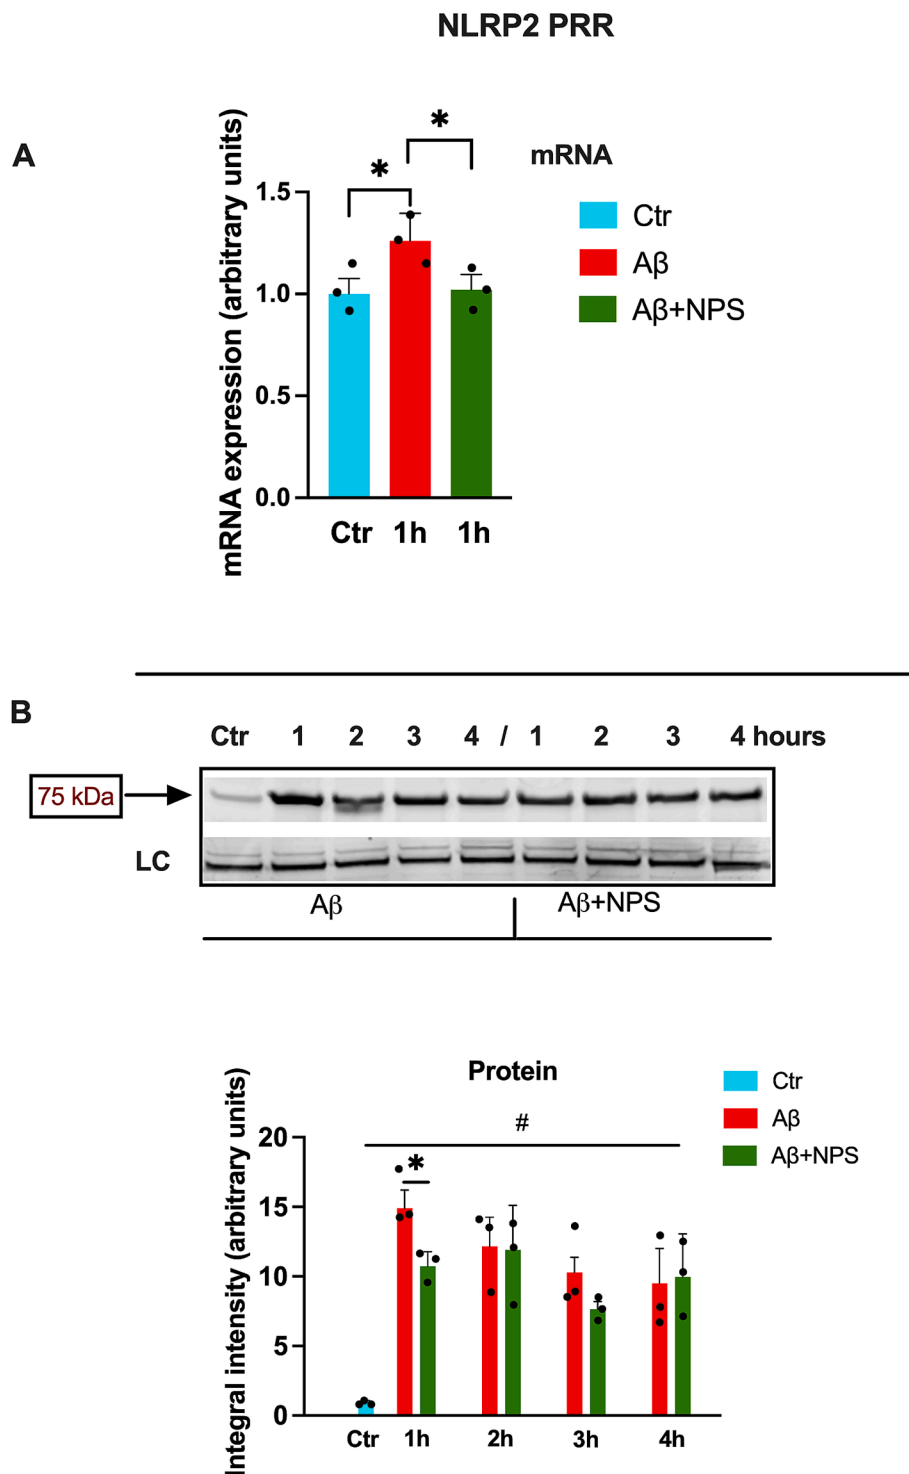 NLRP2 PRR
A
mRNA expression (arbitrary units)
1.5
1.0
0.5
0.0
*
*
Ctr 1h 1h
mRNA
Ctr
Aβ
Aβ+NPS
B
Ctr 1 2 3 4 / 1 2 3 4 hours
75 kDa
LC
Aβ Aβ+NPS
Protein
Integral intensity (arbitrary units)
20
15
10
5
0
#
*
Ctr 1h 2h 3h 4h
Ctr
Aβ
Aβ+NPS